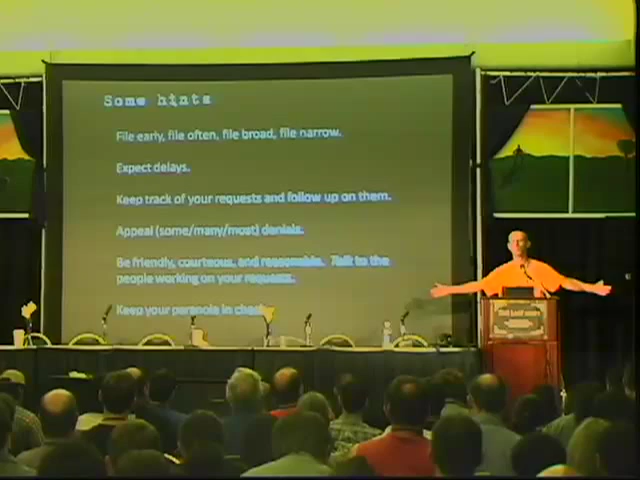 Some hints
File early, file often, file broad, file narrow.
Expect delays.
Keep track of your requests and follow up on them.
Appeal (some/many/most) denials.
Be friendly, courteous, and reasonable. Talk to the
people working on your requests.
Keep your paranoia in check.